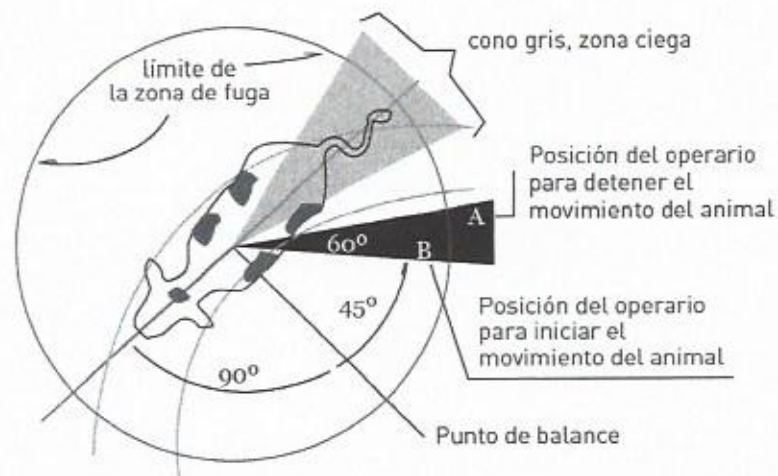 cono gris, zona ciega
límite de
la zona de fuga
Posición del operario
para detener el
movimiento del animal
A
60º
B
45º
90º
Posición del operario
para iniciar el
movimiento del animal
Punto de balance